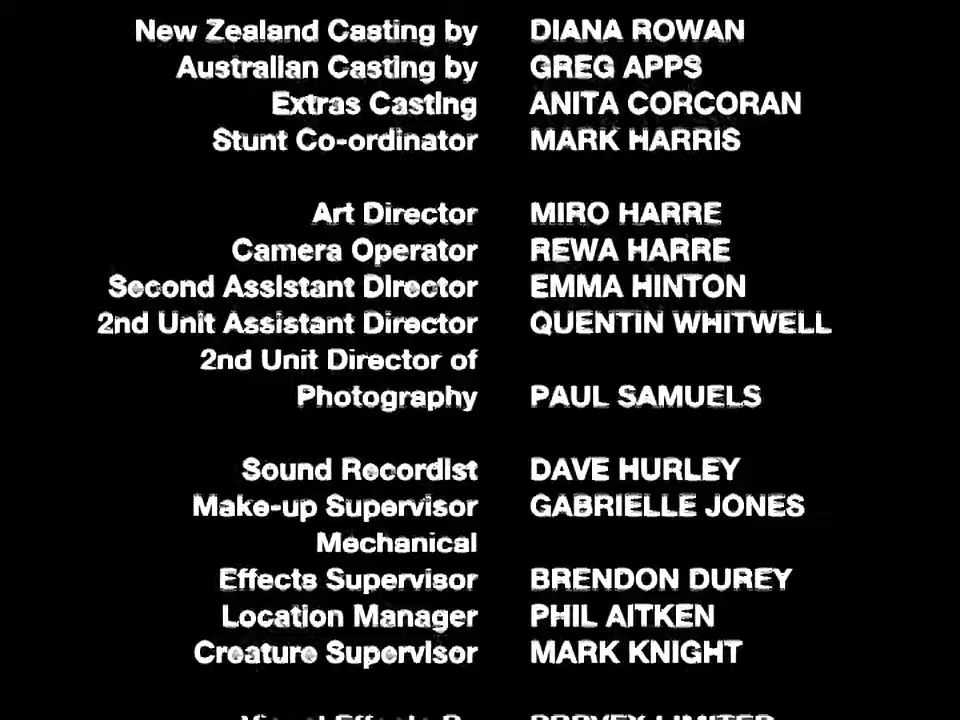 New Zealand Casting by DIANA ROWAN
Australian Casting by GREG APPS
Extras Casting ANITA CORCORAN
Stunt Co-ordinator MARK HARRIS
Art Director MIRO HARRE
Camera Operator REWA HARRE
Second Assistant Director EMMA HINTON
2nd Unit Assistant Director QUENTIN WHITWELL
2nd Unit Director of
Photography PAUL SAMUELS
Sound Recordist DAVE HURLEY
Make-up Supervisor GABRIELLE JONES
Mechanical
Effects Supervisor BRENDON DUREY
Location Manager PHIL AITKEN
Creature Supervisor MARK KNIGHT